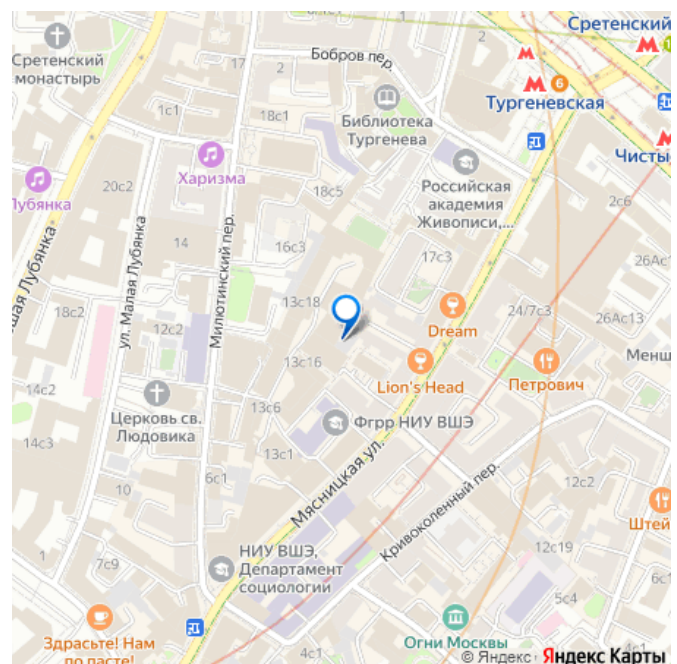 Сретенский
Сретенский
монастырь
17
2
Бобров пер.
6
Тургеневская
1с1
18с1
Библиотека
Тургенева
Чисты
Харизма
Лубянка
20с2
18с5
Российская
академия
Живописи,...
2с6
14
Милютинский пер.
ул. Малая Лубянка
16с3
17с3
26Ас1
шая Лубянка
18с2
13с18
24/7с3
26Ас13
12с2
Dream
Менш
13с16
Lion's Head
Петрович
14с2
Церковь св.
Людовика
13с6
Фгрр НИУ ВШЭ
14с3
13с1
Мясницкая ул.
6с1
10
Кривоколенный пер.
Штей
1
7с9
НИУ ВШЭ,
Департамент
социологии
12с19
6с1
5с4
Здрасьте! Нам
по пасте!
4с1
Огни Москвы
© Яндекс
Яндекс Карты